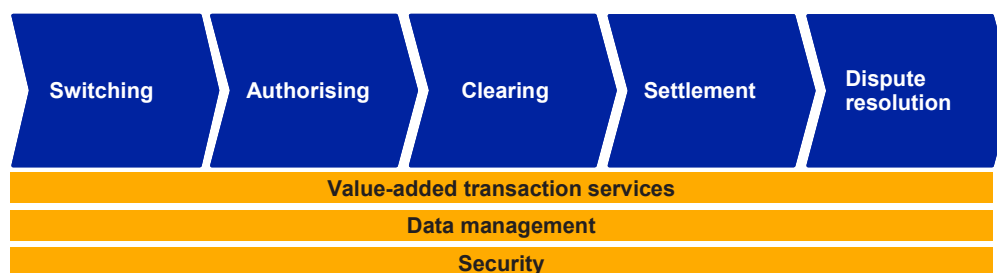 Switching
Authorising
Clearing
Settlement
Dispute
resolution
Value-added transaction services
Data management
Security